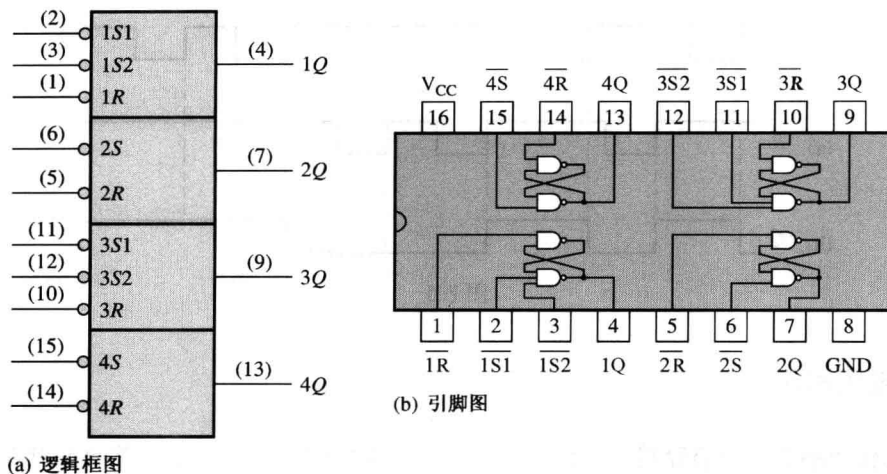 (2) 1S1
(3) 1S2
(1) 1R
(4) 1Q
(6) 2S
(5) 2R
(7) 2Q
(11) 3S1
(12) 3S2
(10) 3R
(9) 3Q
(15) 4S
(14) 4R
(13) 4Q
(a) 逻辑框图
V_CC 4S̅ 4R̅ 4Q 3S2̅ 3S1̅ 3R̅ 3Q
16 15 14 13 12 11 10 9
1 2 3 4 5 6 7 8
1R̅ 1S1̅ 1S2̅ 1Q 2R̅ 2S̅ 2Q GND
(b) 引脚图